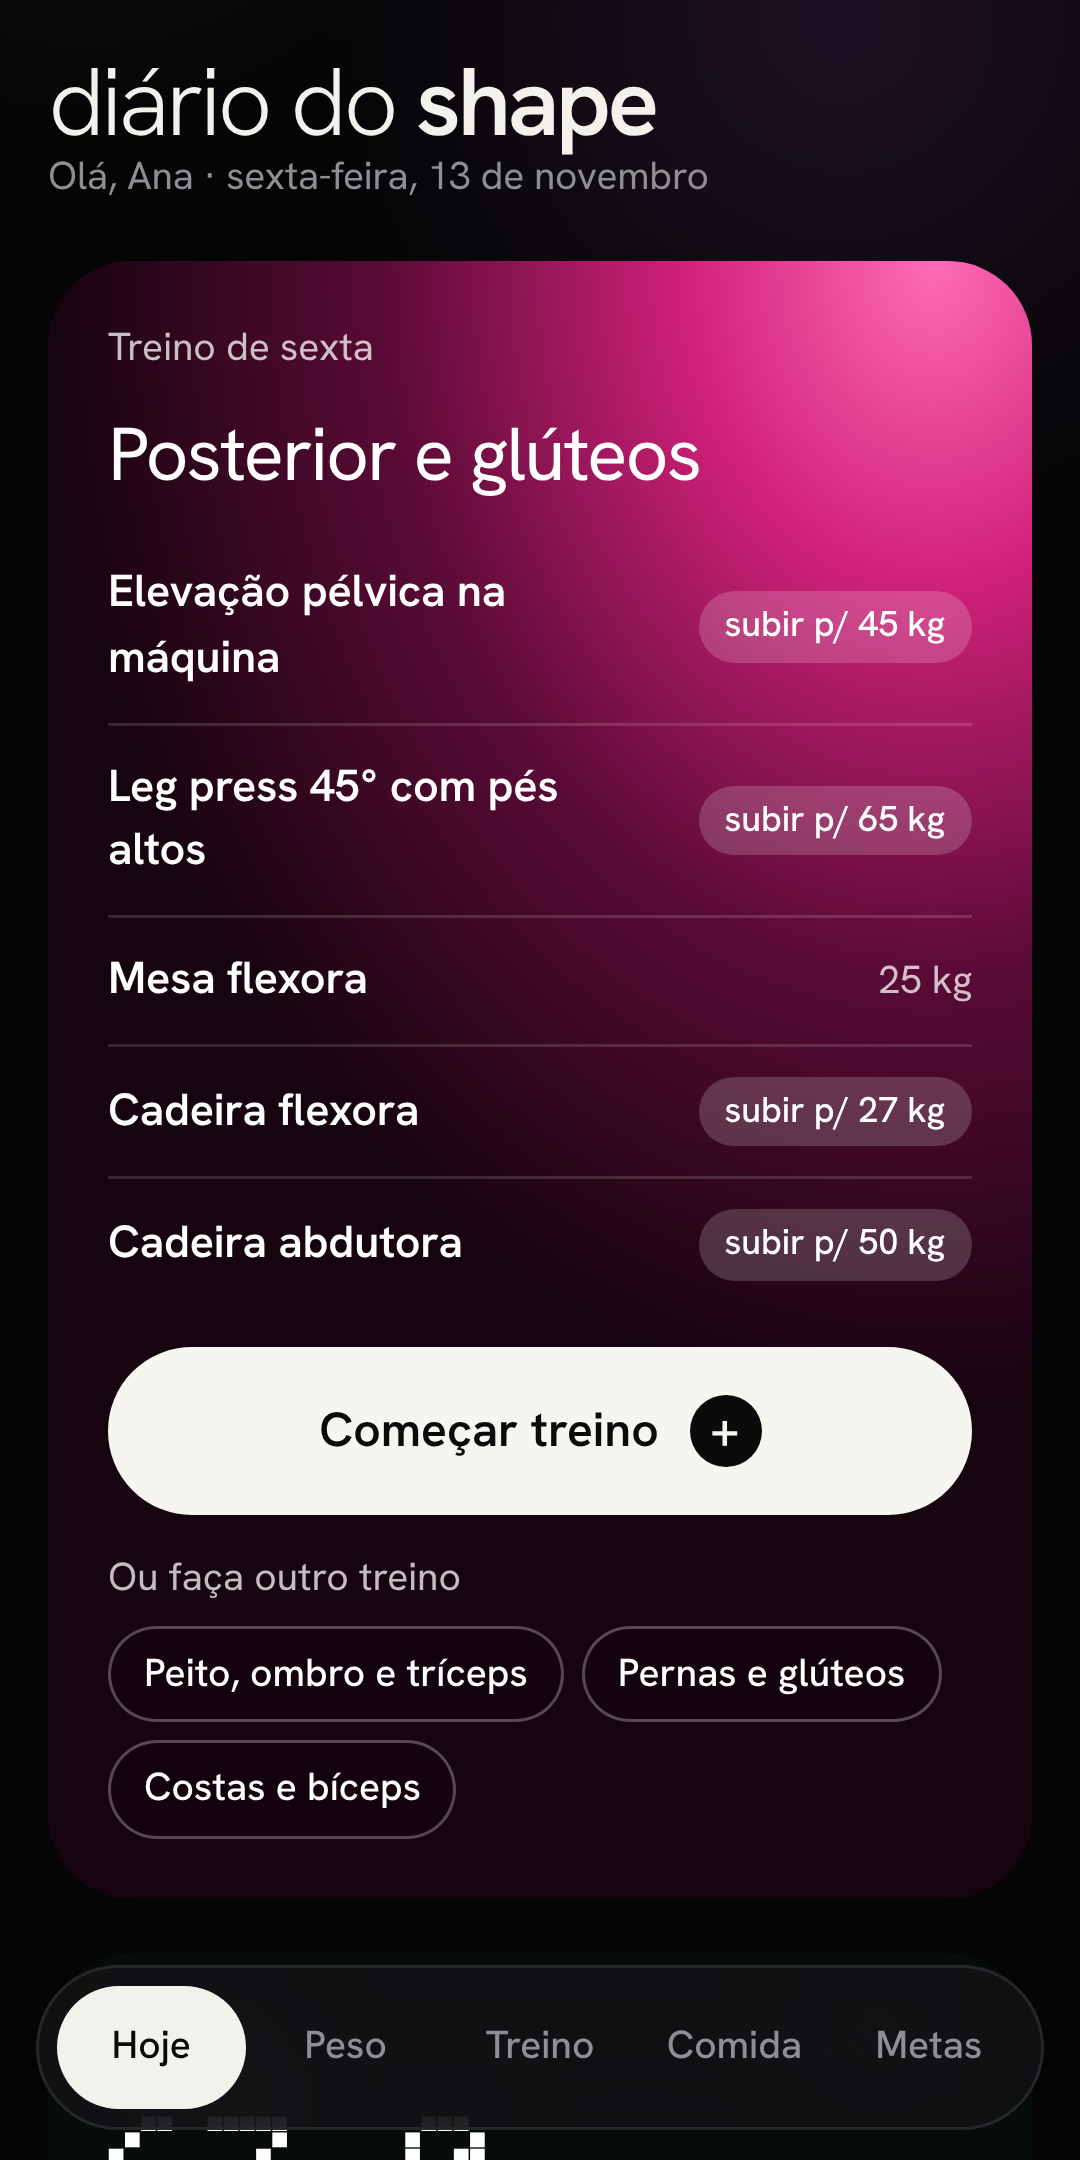 diário do shape
Olá, Ana · sexta-feira, 13 de novembro
Treino de sexta
Posterior e glúteos
Elevação pélvica na
máquina
subir p/ 45 kg
Leg press 45° com pés
altos
subir p/ 65 kg
Mesa flexora
25 kg
Cadeira flexora
subir p/ 27 kg
Cadeira abdutora
subir p/ 50 kg
Começar treino +
Ou faça outro treino
Peito, ombro e tríceps
Pernas e glúteos
Costas e bíceps
Hoje
Peso
Treino
Comida
Metas